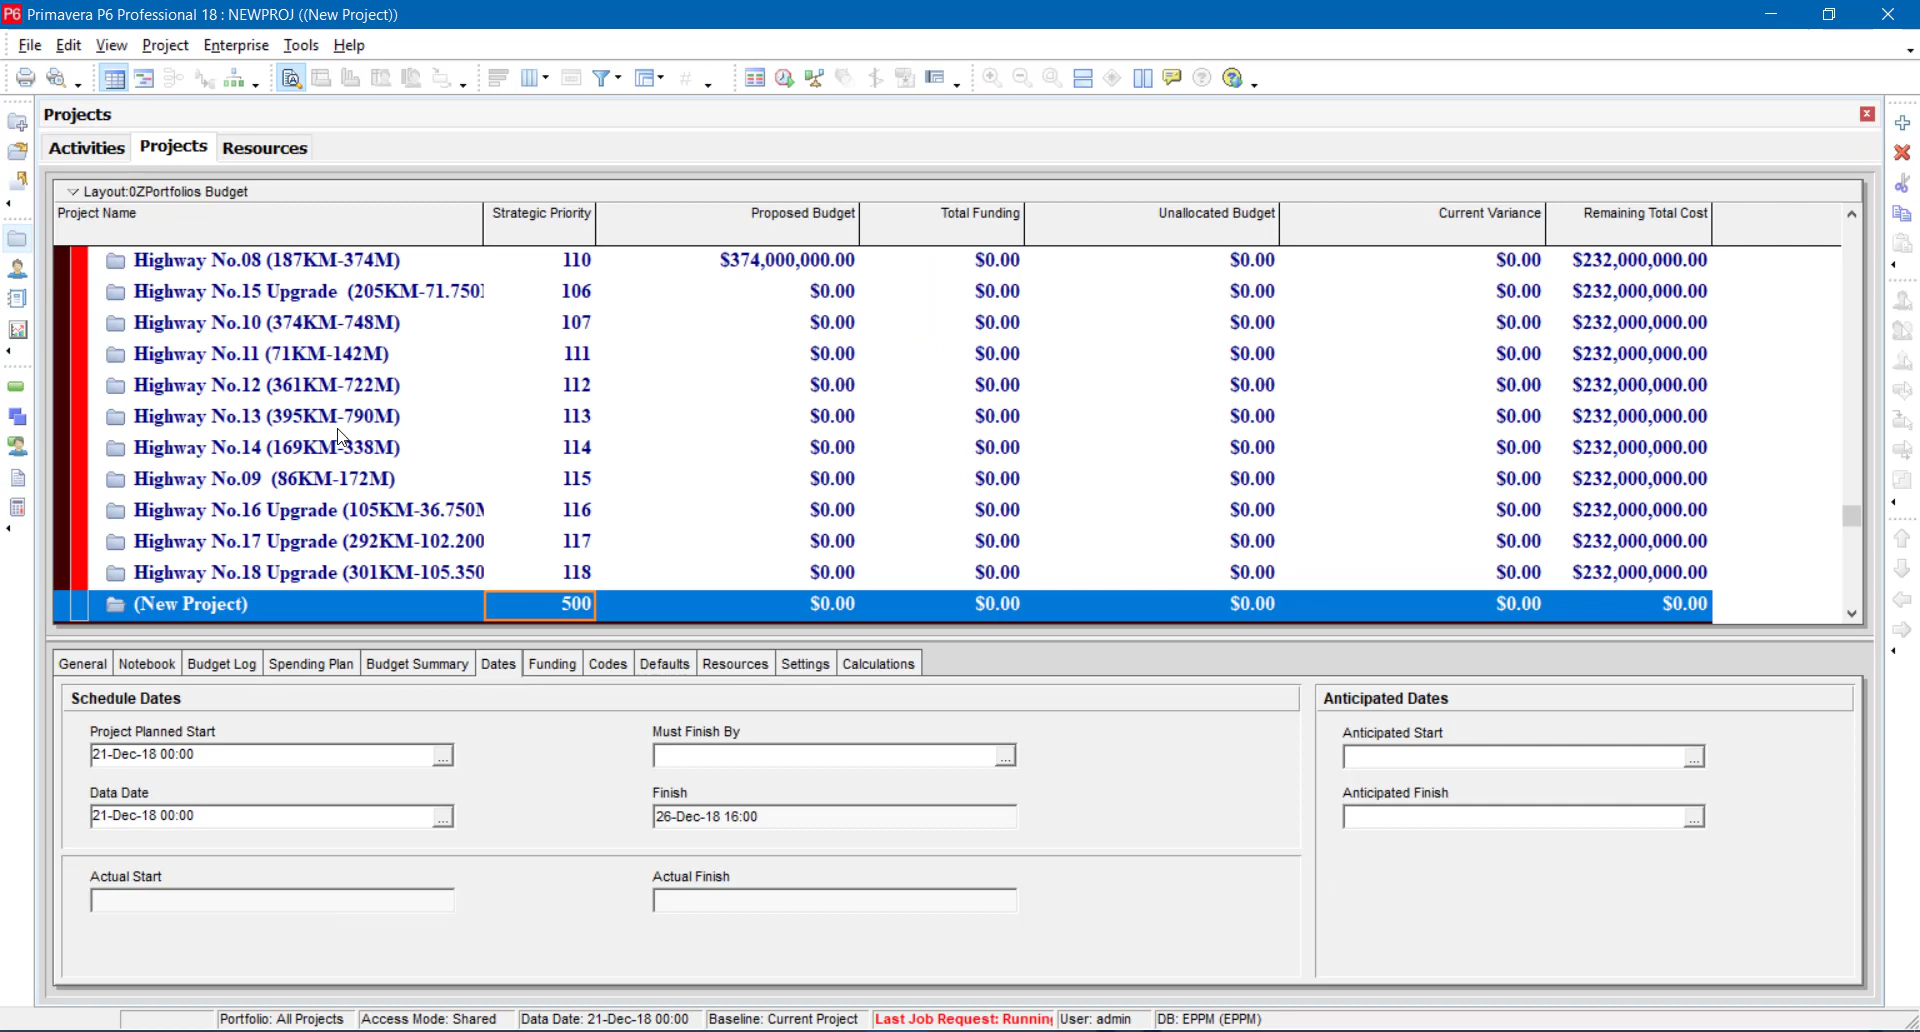 P6 Primavera P6 Professional 18 : NEWPROJ ((New Project))
File Edit View Project Enterprise Tools Help
Projects
Activities Projects Resources
Layout:0ZPortfolios Budget
Project Name Strategic Priority Proposed Budget Total Funding Unallocated Budget Current Variance Remaining Total Cost
Highway No.08 (187KM-374M) 110 $374,000,000.00 $0.00 $0.00 $0.00 $232,000,000.00
Highway No.15 Upgrade (205KM-71.750 106 $0.00 $0.00 $0.00 $0.00 $232,000,000.00
Highway No.10 (374KM-748M) 107 $0.00 $0.00 $0.00 $0.00 $232,000,000.00
Highway No.11 (71KM-142M) 111 $0.00 $0.00 $0.00 $0.00 $232,000,000.00
Highway No.12 (361KM-722M) 112 $0.00 $0.00 $0.00 $0.00 $232,000,000.00
Highway No.13 (395KM-790M) 113 $0.00 $0.00 $0.00 $0.00 $232,000,000.00
Highway No.14 (169KM-338M) 114 $0.00 $0.00 $0.00 $0.00 $232,000,000.00
Highway No.09 (86KM-172M) 115 $0.00 $0.00 $0.00 $0.00 $232,000,000.00
Highway No.16 Upgrade (105KM-36.750M 116 $0.00 $0.00 $0.00 $0.00 $232,000,000.00
Highway No.17 Upgrade (292KM-102.200 117 $0.00 $0.00 $0.00 $0.00 $232,000,000.00
Highway No.18 Upgrade (301KM-105.350 118 $0.00 $0.00 $0.00 $0.00 $232,000,000.00
(New Project) 500 $0.00 $0.00 $0.00 $0.00 $0.00
General Notebook Budget Log Spending Plan Budget Summary Dates Funding Codes Defaults Resources Settings Calculations
Schedule Dates Anticipated Dates
Project Planned Start Must Finish By Anticipated Start
21-Dec-18 00:00 ... ... ...
Data Date Finish Anticipated Finish
21-Dec-18 00:00 ... 26-Dec-18 16:00 ...
Actual Start Actual Finish
Portfolio: All Projects Access Mode: Shared Data Date: 21-Dec-18 00:00 Baseline: Current Project Last Job Request: Running User: admin DB: EPPM (EPPM)